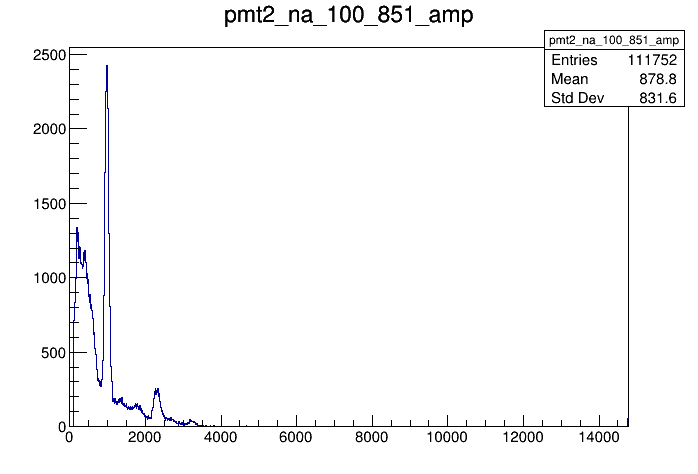 pmt2_na_100_851_amp
pmt2_na_100_851_amp
Entries 111752
Mean 878.8
Std Dev 831.6
2500
2000
1500
1000
500
0
0 2000 4000 6000 8000 10000 12000 14000